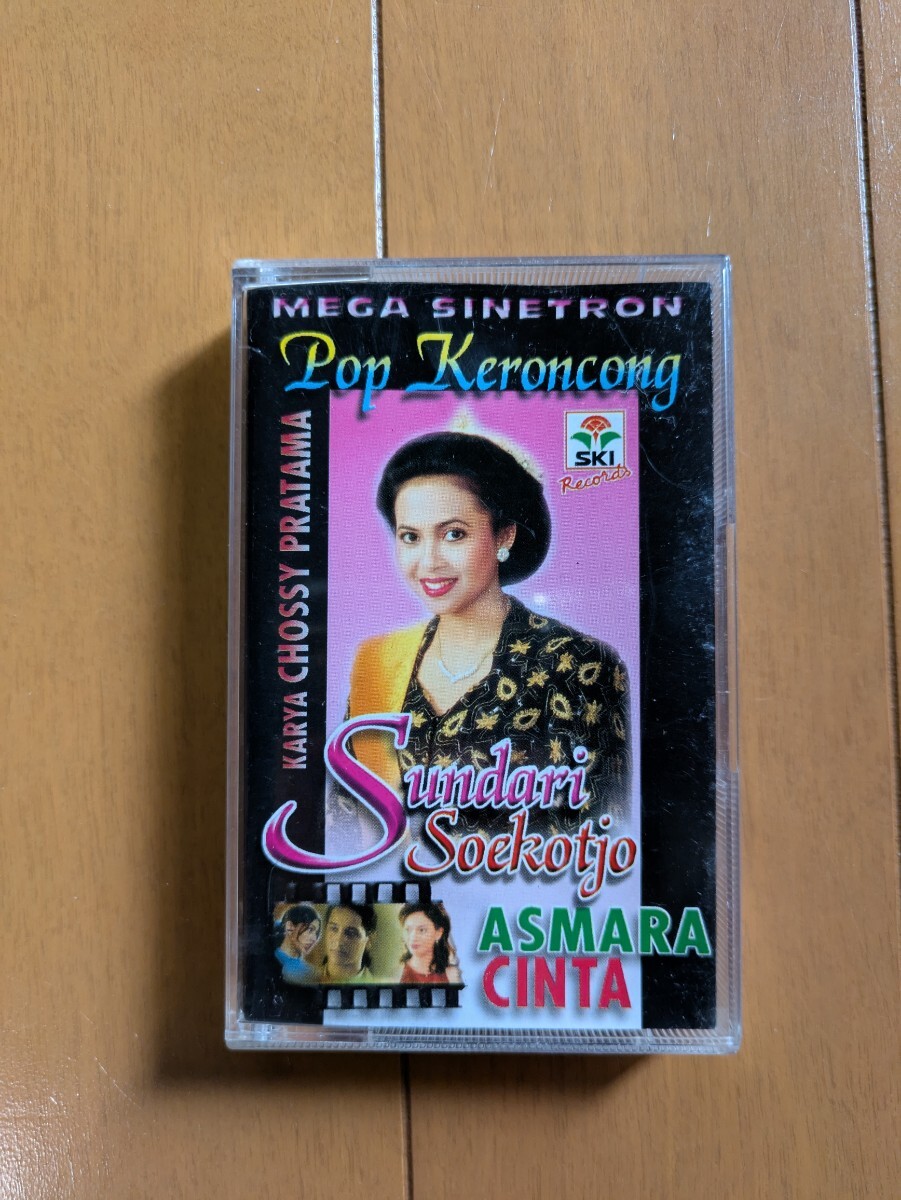 MEGA SINETRON
Pop Keroncong
KARYA CHOSSY PRATAMA
SKI
Records
Sundari
Soekotjo
ASMARA
CINTA